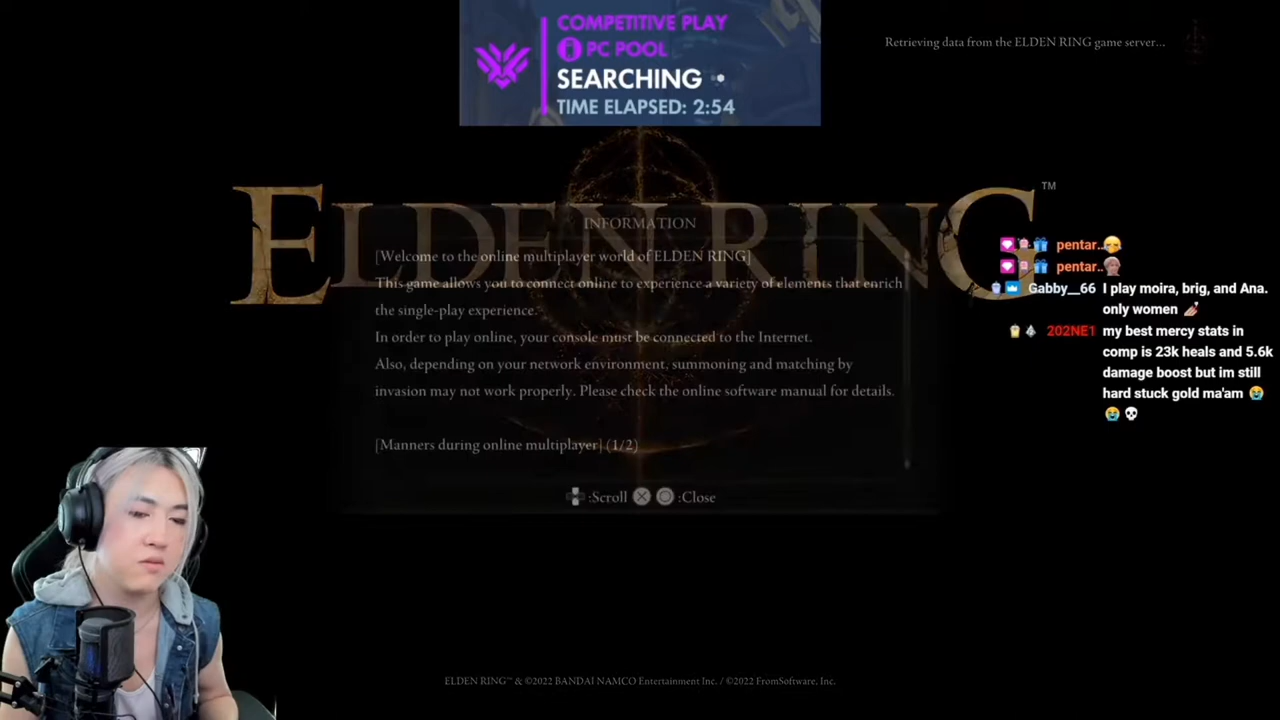 COMPETITIVE PLAY
PC POOL
SEARCHING
TIME ELAPSED: 2:54
Retrieving data from the ELDEN RING game server...
ELDEN RING™
INFORMATION
[Welcome to the online multiplayer world of ELDEN RING]
This game allows you to connect online to experience a variety of elements that enrich
the single-play experience.
In order to play online, your console must be connected to the Internet.
Also, depending on your network environment, summoning and matching by
invasion may not work properly. Please check the online software manual for details.
[Manners during online multiplayer] (1/2)
:Scroll :Close
pentar..
pentar..
Gabby__66 I play moira, brig, and Ana.
only women 💅🏼
202NE1 my best mercy stats in
comp is 23k heals and 5.6k
damage boost but im still
hard stuck gold ma'am 😭
😭 💀
ELDEN RING™ & ©2022 BANDAI NAMCO Entertainment Inc. / ©2022 FromSoftware, Inc.